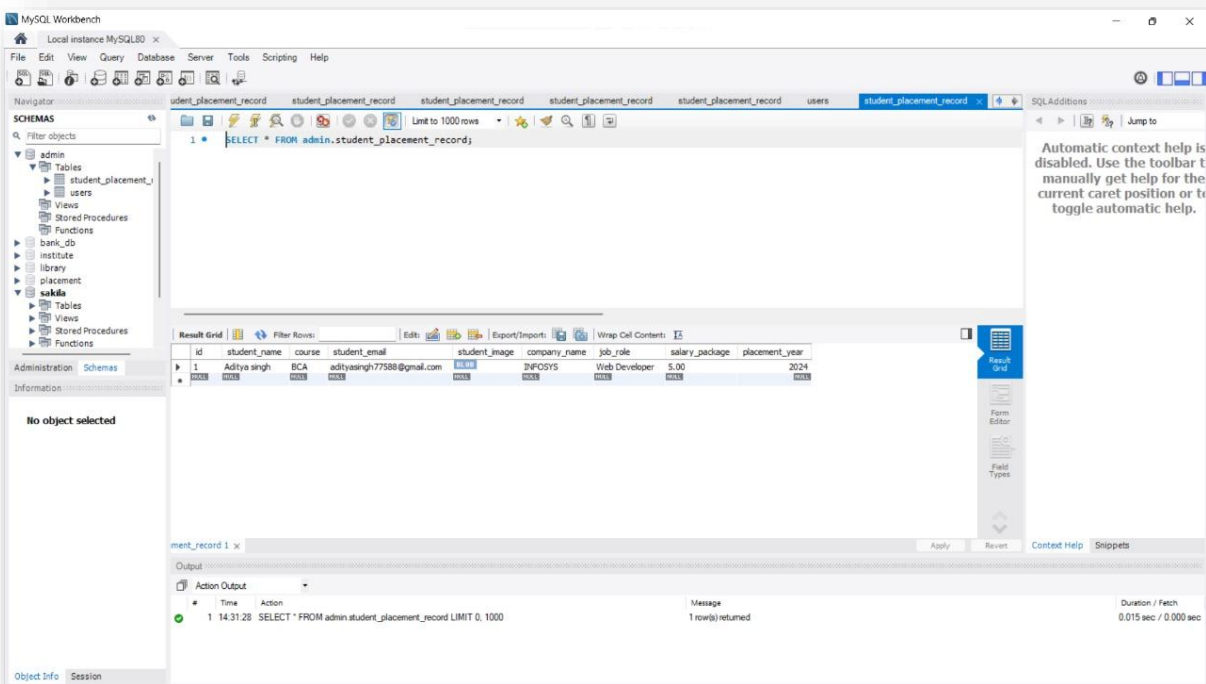 MySQL Workbench
Local instance MySQL80 ×
File Edit View Query Database Server Tools Scripting Help
Navigator
udent_placement_record student_placement_record student_placement_record student_placement_record student_placement_record users student_placement_record ×
SQLAdditions
SCHEMAS
Limit to 1000 rows
Jump to
Filter objects
1 SELECT * FROM admin.student_placement_record;
admin
Tables
student_placement_r
users
Views
Stored Procedures
Functions
bank_db
institute
library
placement
sakila
Tables
Views
Stored Procedures
Functions
Automatic context help is
disabled. Use the toolbar t
manually get help for the
current caret position or to
toggle automatic help.
Administration Schemas
Information
No object selected
Result Grid Filter Rows: Edit: Export/Import: Wrap Cell Content:
id student_name course student_email student_image company_name job_role salary_package placement_year
1 Aditya singh BCA adityasingh77588@gmail.com BLOB INFOSYS Web Developer 5.00 2024
NULL NULL NULL NULL NULL NULL NULL NULL NULL
Result
Grid
Form
Editor
Field
Types
ment_record 1 ×
Apply Revert
Context Help Snippets
Output
Action Output
# Time Action Message Duration / Fetch
1 14:31:28 SELECT * FROM admin.student_placement_record LIMIT 0, 1000 1 row(s) returned 0.015 sec / 0.000 sec
Object Info Session